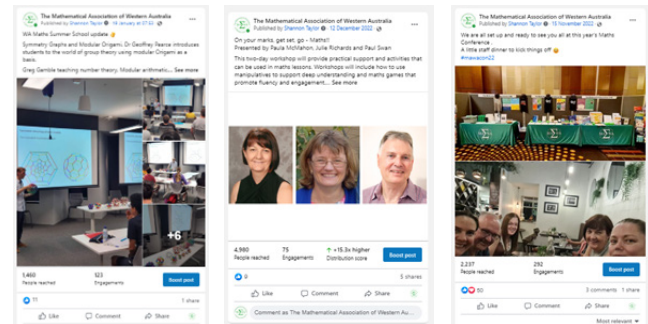 The Mathematical Association of Western Australia
Published by Shannon Taylor · 19 January at 07:53
WA Maths Summer School update
Symmetry Graphs and Modular Origami. Dr Geoffrey Pearse introduces
students to the world of group theory using modular Origami as a
basis.
Greg Gamble teaching number theory. Modular arithmetic,... See more
+6
1,460
People reached
123
Engagements
Boost post
11
1 share
Like
Comment
Share
The Mathematical Association of Western Australia
Published by Shannon Taylor · 12 December 2022
On your marks, get set, go - Maths!!
Presented by Paula McMahon, Julie Richards and Paul Swan
This two-day workshop will provide practical support and activities that
can be used in maths lessons. Workshops will include how to use
manipulatives to support deep understanding and maths games that
promote fluency and engagement.... See more
4,980
People reached
75
Engagements
+15.3x higher
Distribution score
Boost post
8
5 shares
Like
Comment
Share
Comment as The Mathematical Association of Western Au...
The Mathematical Association of Western Australia
Published by Shannon Taylor · 15 November 2022
We are all set up and ready to see you all at this year's Maths
Conference .
A little staff dinner to kick things off
#mawacon22
2,237
People reached
292
Engagements
Boost post
50
3 comments 1 share
Like
Comment
Share
Most relevant